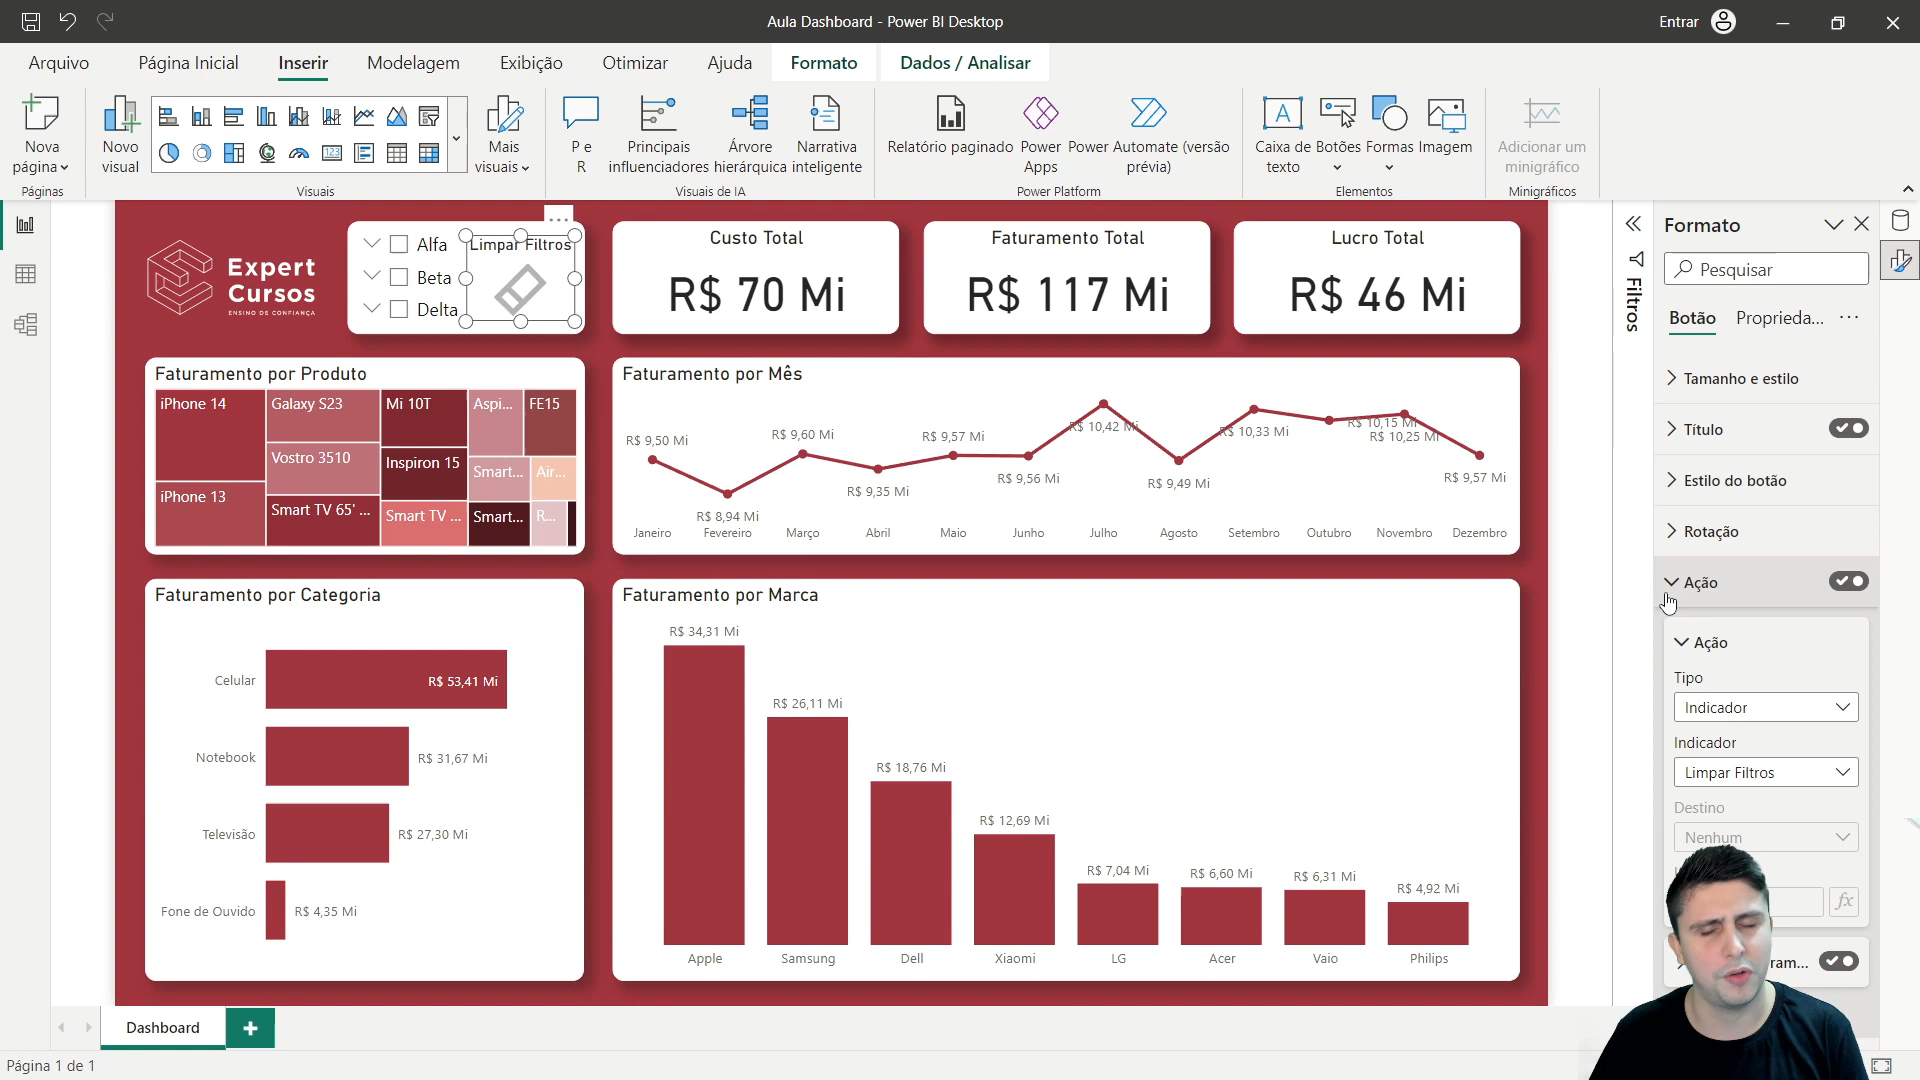 Aula Dashboard - Power BI Desktop
Entrar
Arquivo
Página Inicial
Inserir
Modelagem
Exibição
Otimizar
Ajuda
Formato
Dados / Analisar
Nova página
Páginas
Novo visual
Mais visuais
Visuais
P e R
Principais influenciadores
Árvore hierárquica
Narrativa inteligente
Visuais de IA
Relatório paginado
Power Apps
Power Automate (versão prévia)
Power Platform
Caixa de texto
Botões
Formas
Imagem
Elementos
Adicionar um minigráfico
Minigráficos
Expert
Cursos
ENSINO DE CONFIANÇA
Alfa
Beta
Delta
Limpar Filtros
Custo Total
R$ 70 Mi
Faturamento Total
R$ 117 Mi
Lucro Total
R$ 46 Mi
Faturamento por Produto
iPhone 14
iPhone 13
Galaxy S23
Vostro 3510
Smart TV 65' ...
Mi 10T
Inspiron 15
Smart TV ...
Aspi...
FE15
Smart...
Air...
Smart...
R...
Faturamento por Mês
R$ 9,50 Mi
R$ 8,94 Mi
R$ 9,60 Mi
R$ 9,35 Mi
R$ 9,57 Mi
R$ 9,56 Mi
R$ 10,42 Mi
R$ 9,49 Mi
R$ 10,33 Mi
R$ 10,15 Mi
R$ 10,25 Mi
R$ 9,57 Mi
Janeiro
Fevereiro
Março
Abril
Maio
Junho
Julho
Agosto
Setembro
Outubro
Novembro
Dezembro
Faturamento por Categoria
Celular
R$ 53,41 Mi
Notebook
R$ 31,67 Mi
Televisão
R$ 27,30 Mi
Fone de Ouvido
R$ 4,35 Mi
Faturamento por Marca
R$ 34,31 Mi
R$ 26,11 Mi
R$ 18,76 Mi
R$ 12,69 Mi
R$ 7,04 Mi
R$ 6,60 Mi
R$ 6,31 Mi
R$ 4,92 Mi
Apple
Samsung
Dell
Xiaomi
LG
Acer
Vaio
Philips
Filtros
Formato
Pesquisar
Botão
Proprieda...
Tamanho e estilo
Título
Estilo do botão
Rotação
Ação
Ação
Tipo
Indicador
Indicador
Limpar Filtros
Destino
Nenhum
fx
ram...
Dashboard
Página 1 de 1